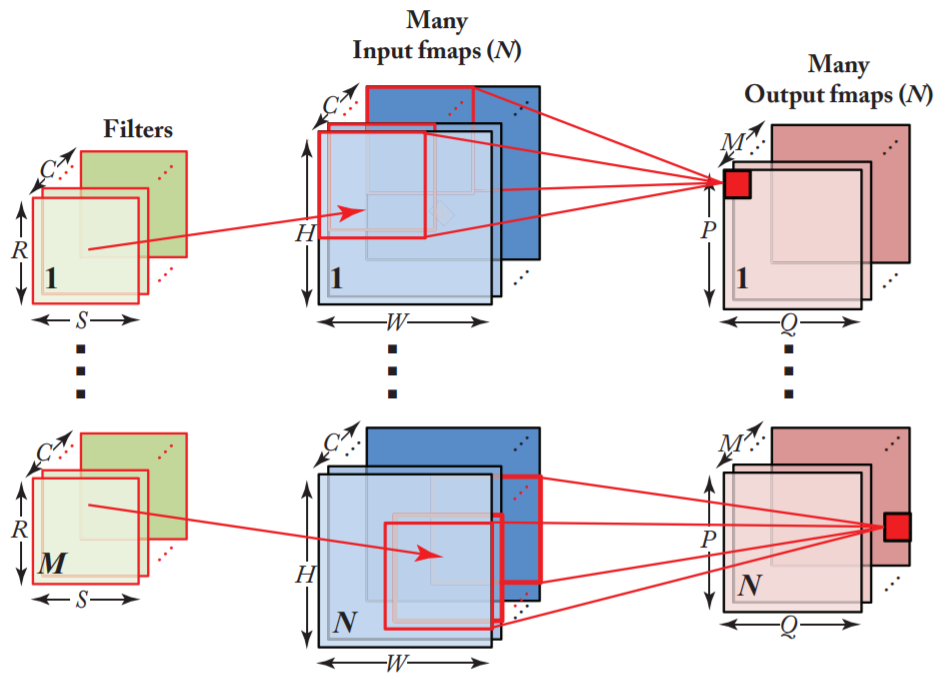 Many
Input fmaps (N)
Many
Output fmaps (N)
Filters
C
R
1
S
C
H
1
W
M
P
1
Q
C
R
M
S
C
H
N
W
M
P
N
Q